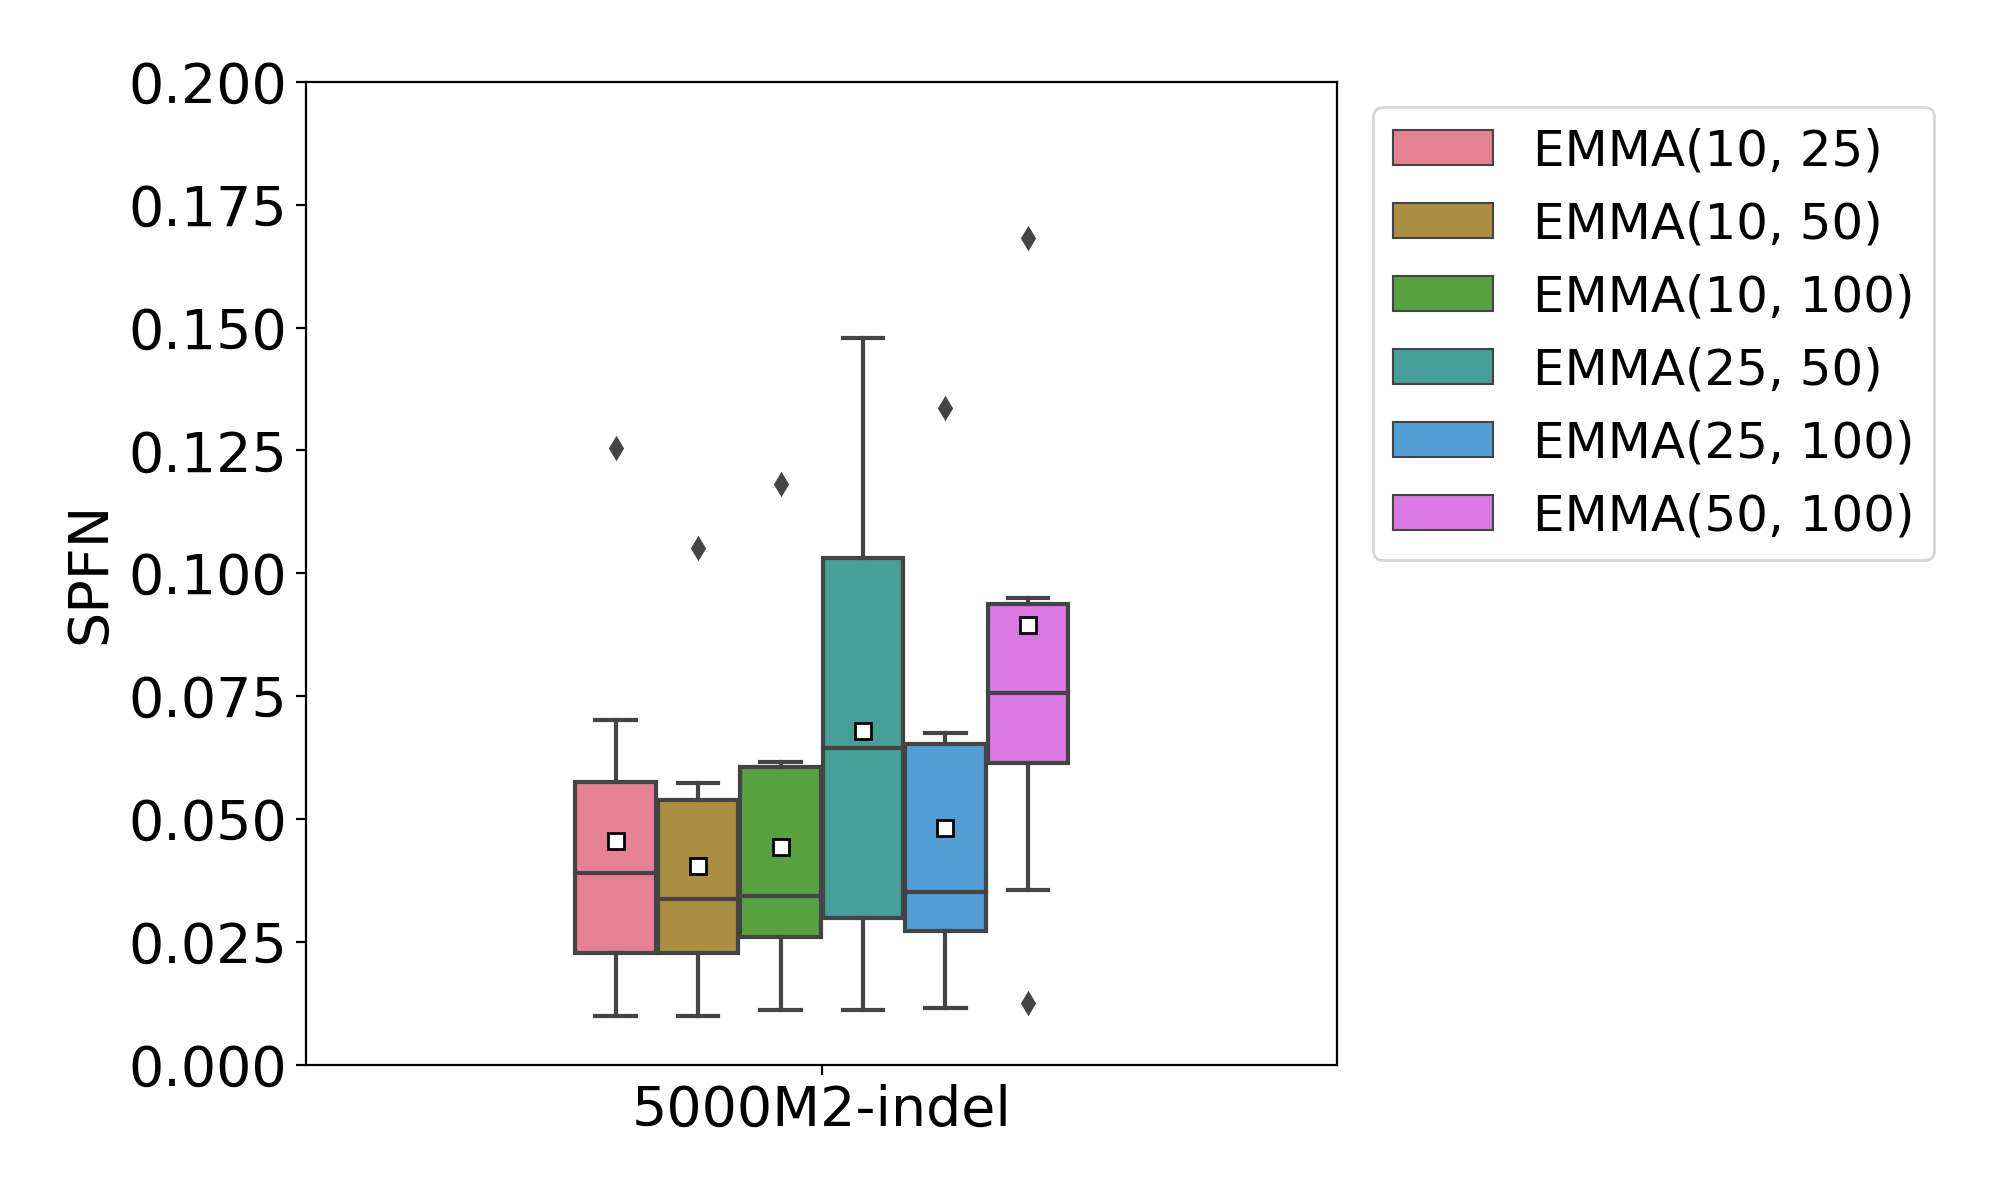 0.200
0.175
0.150
0.125
0.100
0.075
0.050
0.025
0.000
SPFN
5000M2-indel
EMMA(10, 25)
EMMA(10, 50)
EMMA(10, 100)
EMMA(25, 50)
EMMA(25, 100)
EMMA(50, 100)